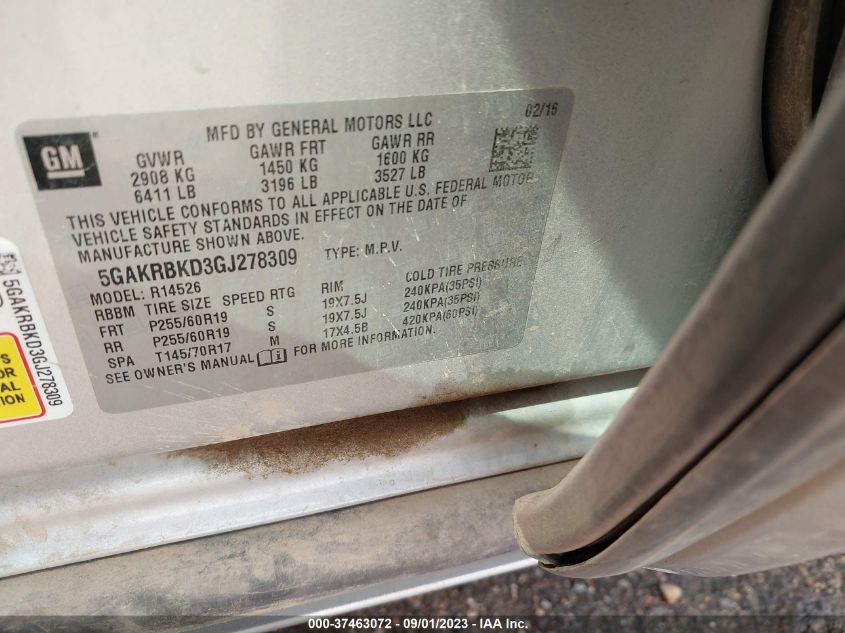 GM
MFD BY GENERAL MOTORS LLC
02/16
GVWR GAWR FRT GAWR RR
2908 KG 1450 KG 1600 KG
6411 LB 3196 LB 3527 LB
THIS VEHICLE CONFORMS TO ALL APPLICABLE U.S. FEDERAL MOTOR
VEHICLE SAFETY STANDARDS IN EFFECT ON THE DATE OF
MANUFACTURE SHOWN ABOVE.
5GAKRBKD3GJ278309 TYPE: M.P.V.
MODEL: R14526
RBBM TIRE SIZE SPEED RTG RIM COLD TIRE PRESSURE
FRT P255/60R19 S 19X7.5J 240KPA(35PSI)
RR P255/60R19 S 19X7.5J 240KPA(35PSI)
SPA T145/70R17 M 17X4.5B 420KPA(60PSI)
SEE OWNER'S MANUAL i FOR MORE INFORMATION.
5GAKRBKD3GJ278309
000-37463072 - 09/01/2023 - IAA Inc.